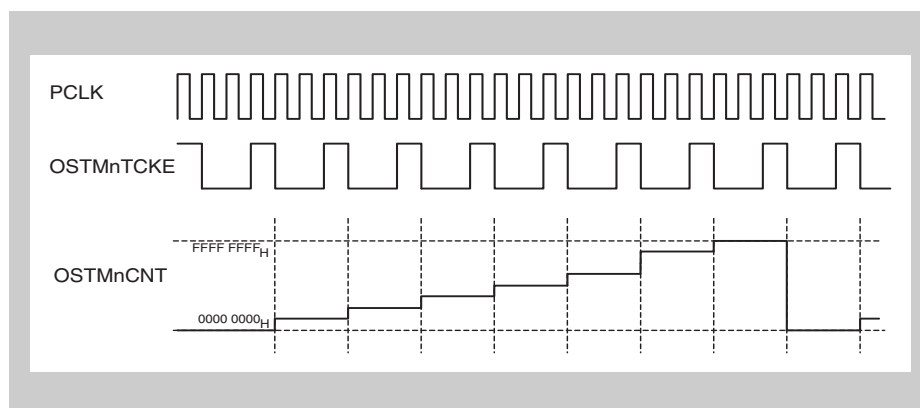 PCLK
OSTMnTCKE
FFFF FFFFH
OSTMnCNT
0000 0000H